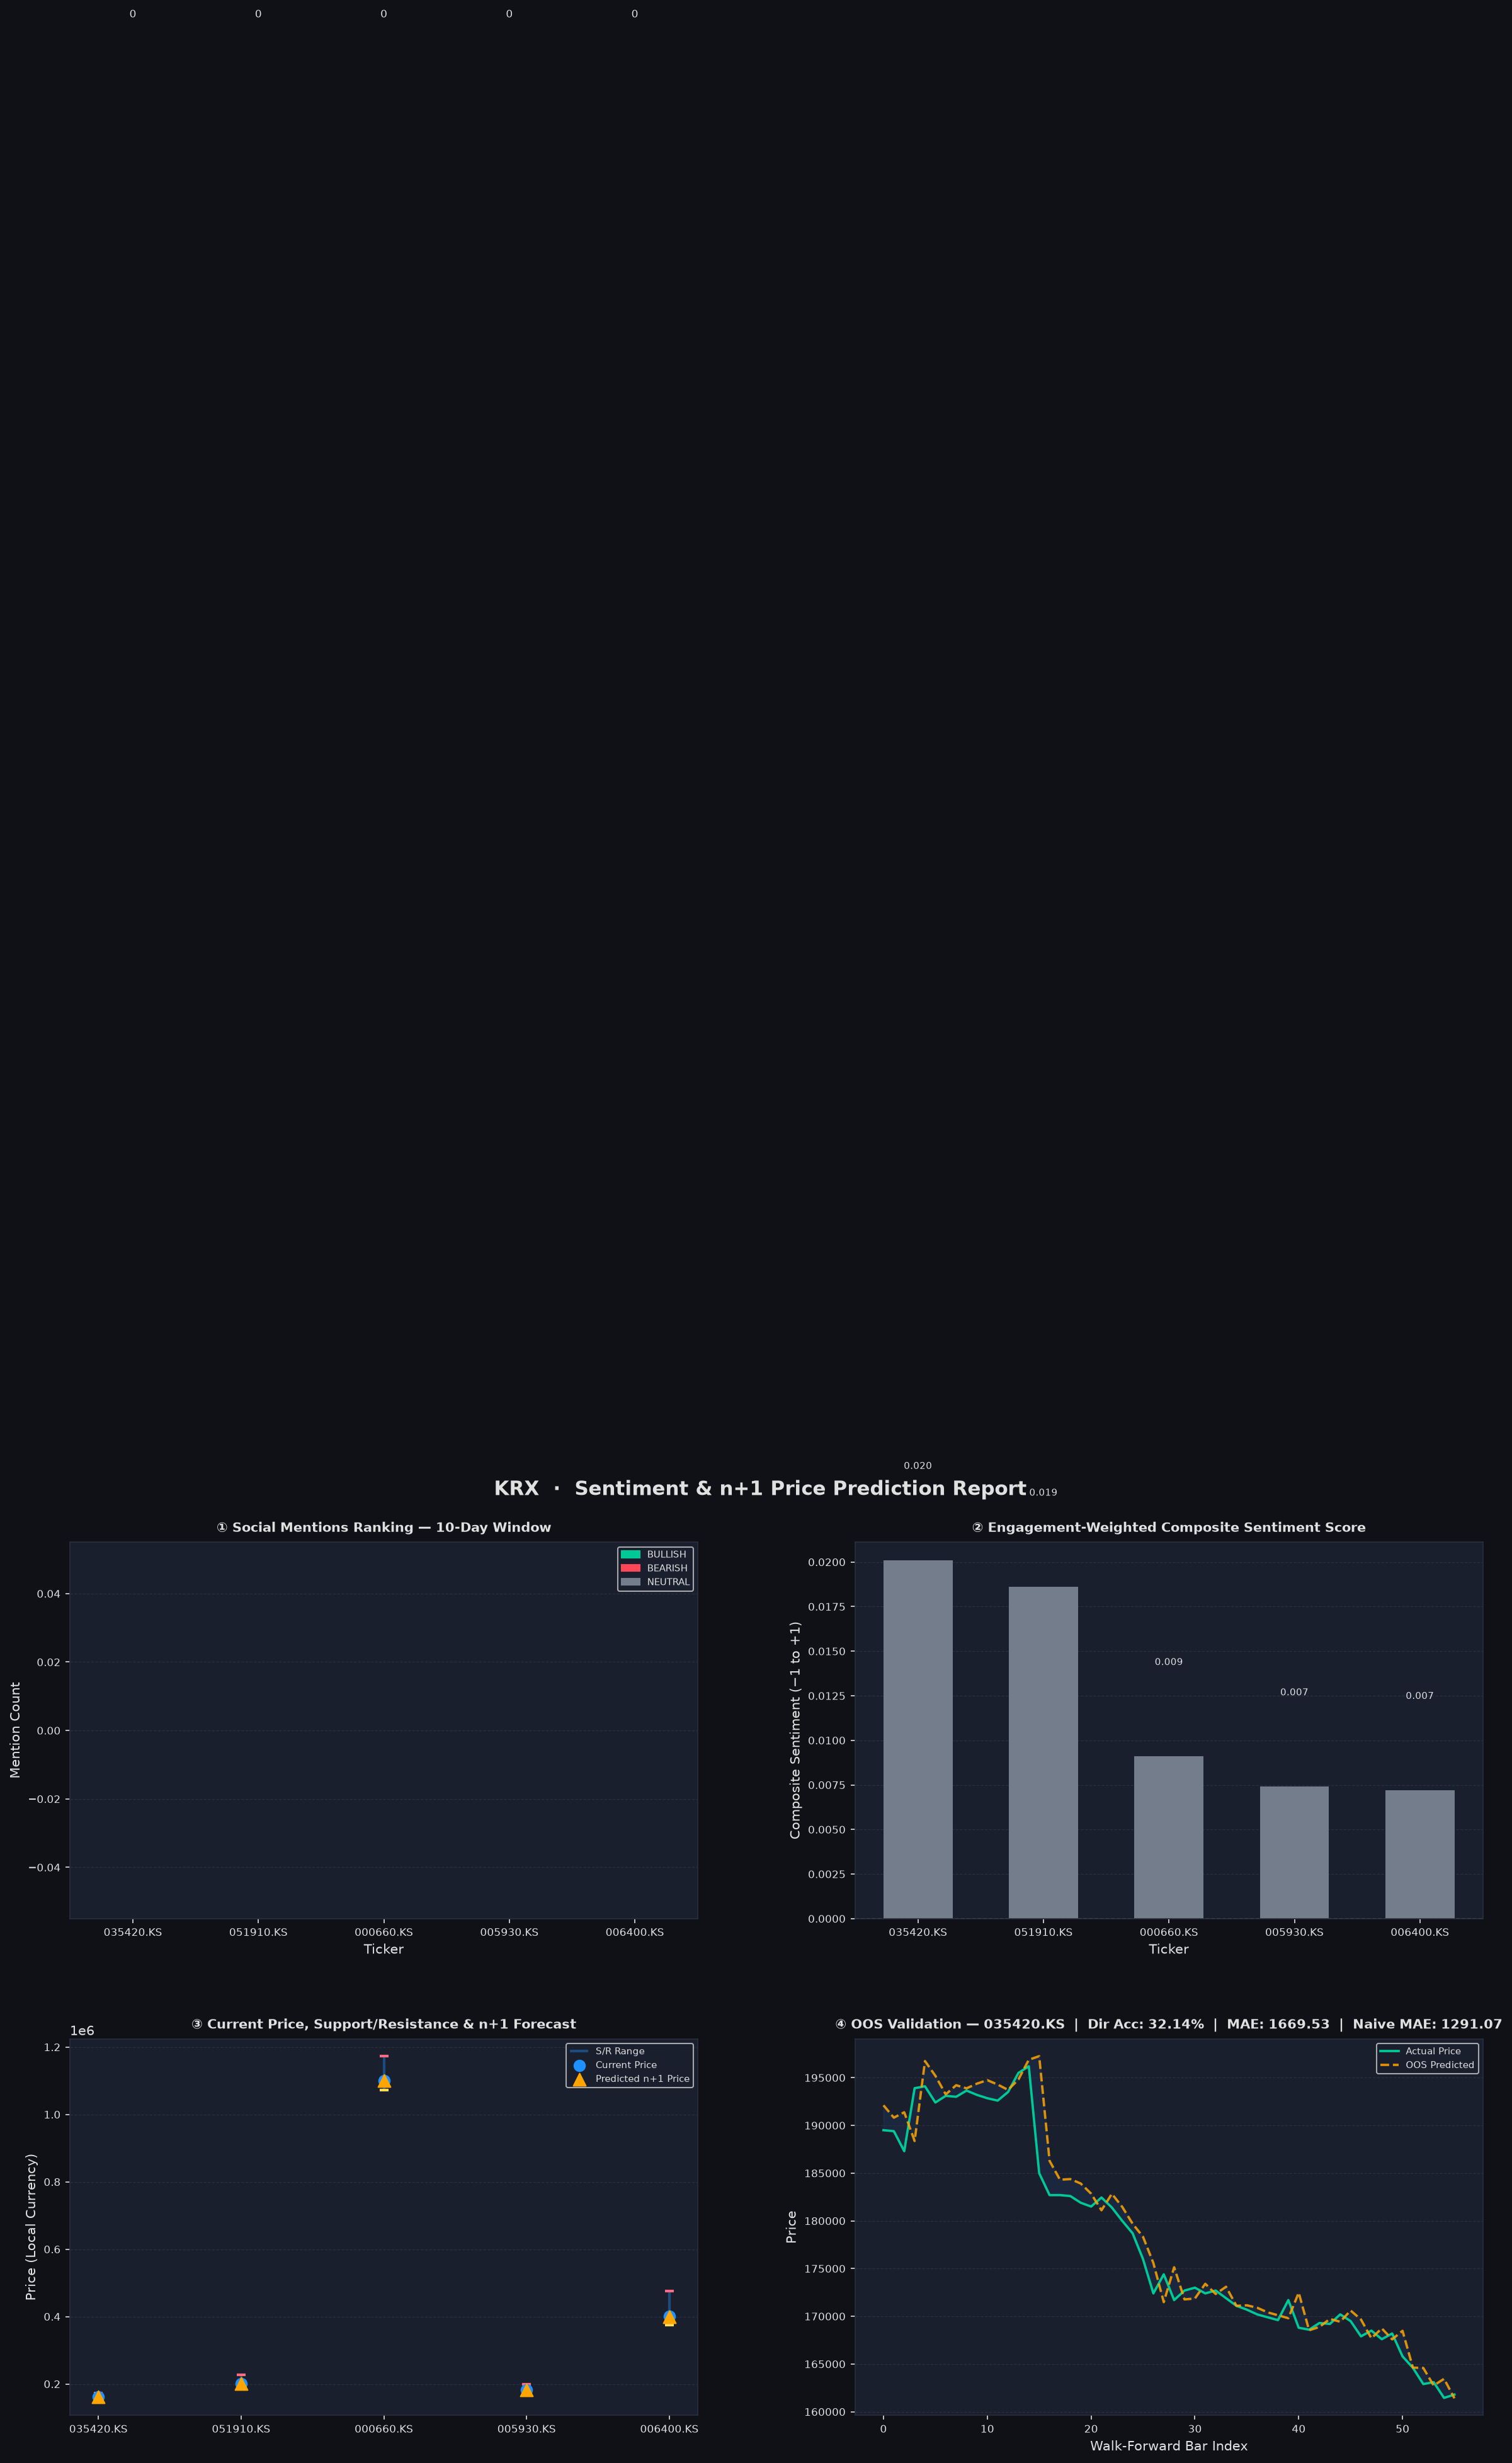 0 0 0 0 0
0.020
KRX · Sentiment & n+1 Price Prediction Report
0.019
① Social Mentions Ranking — 10-Day Window
BULLISH
BEARISH
NEUTRAL
Mention Count
0.04
0.02
0.00
−0.02
−0.04
035420.KS 051910.KS 000660.KS 005930.KS 006400.KS
Ticker
② Engagement-Weighted Composite Sentiment Score
Composite Sentiment (−1 to +1)
0.0200
0.0175
0.0150
0.0125
0.0100
0.0075
0.0050
0.0025
0.0000
0.009
0.007
0.007
035420.KS 051910.KS 000660.KS 005930.KS 006400.KS
Ticker
③ Current Price, Support/Resistance & n+1 Forecast
1e6
S/R Range
Current Price
Predicted n+1 Price
Price (Local Currency)
1.2
1.0
0.8
0.6
0.4
0.2
035420.KS 051910.KS 000660.KS 005930.KS 006400.KS
④ OOS Validation — 035420.KS | Dir Acc: 32.14% | MAE: 1669.53 | Naive MAE: 1291.07
Actual Price
OOS Predicted
Price
195000
190000
185000
180000
175000
170000
165000
160000
0 10 20 30 40 50
Walk-Forward Bar Index